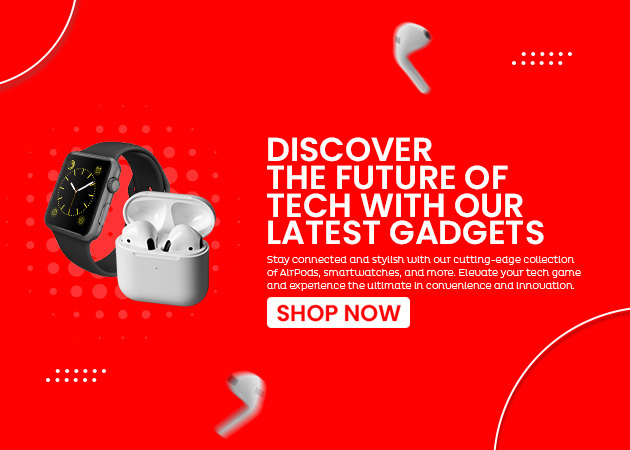 DISCOVER
THE FUTURE OF
TECH WITH OUR
LATEST GADGETS
Stay connected and stylish with our cutting-edge collection
of AirPods, smartwatches, and more. Elevate your tech game
and experience the ultimate in convenience and innovation.
SHOP NOW